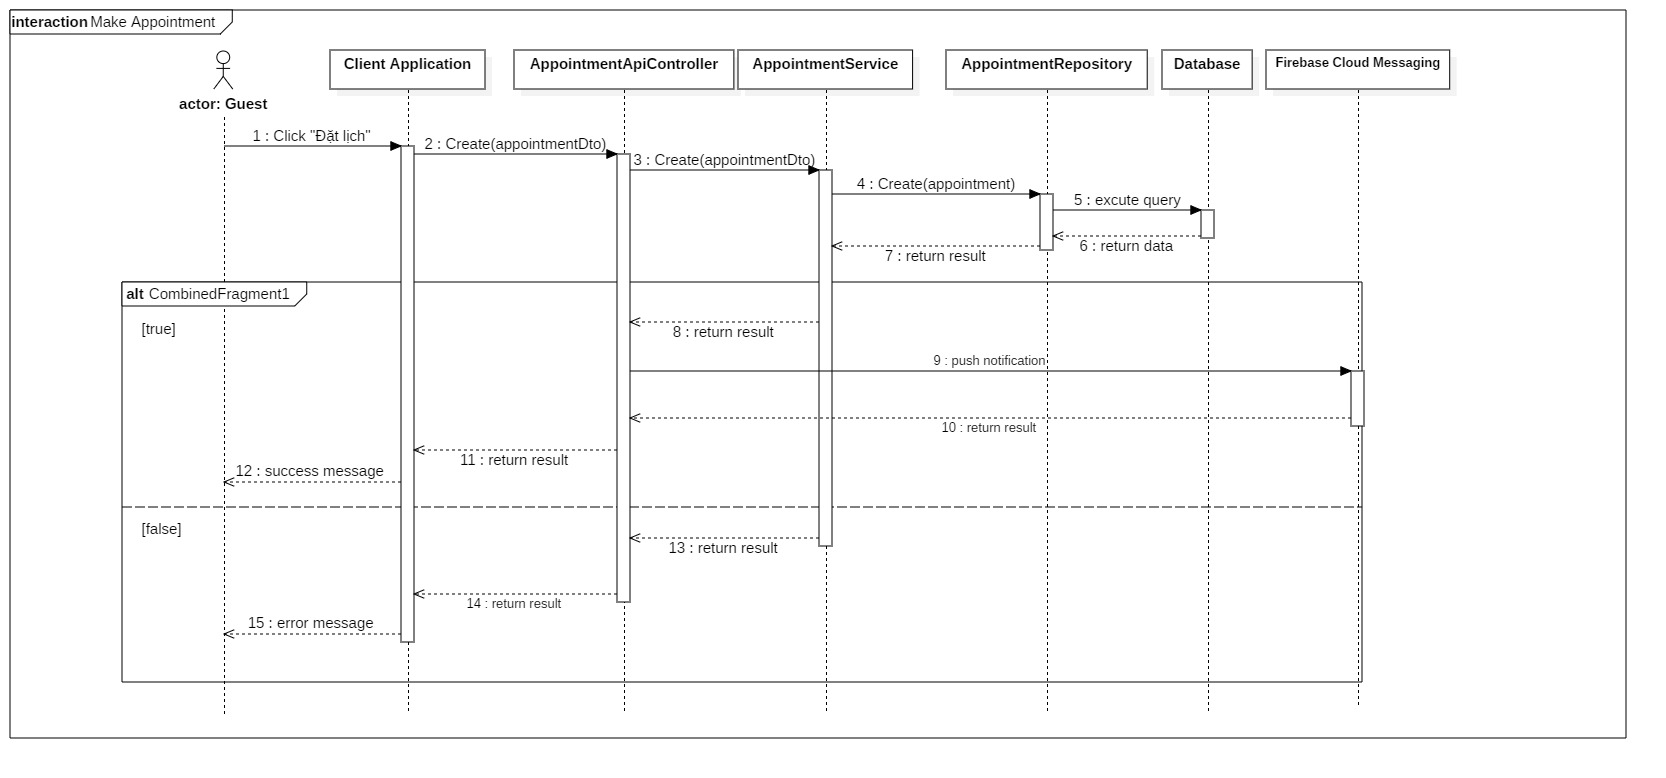 interaction Make Appointment
actor: Guest
Client Application
AppointmentApiController
AppointmentService
AppointmentRepository
Database
Firebase Cloud Messaging
1 : Click "Đặt lịch"
2 : Create(appointmentDto)
3 : Create(appointmentDto)
4 : Create(appointment)
5 : excute query
6 : return data
7 : return result
alt CombinedFragment1
[true]
8 : return result
9 : push notification
10 : return result
11 : return result
12 : success message
[false]
13 : return result
14 : return result
15 : error message